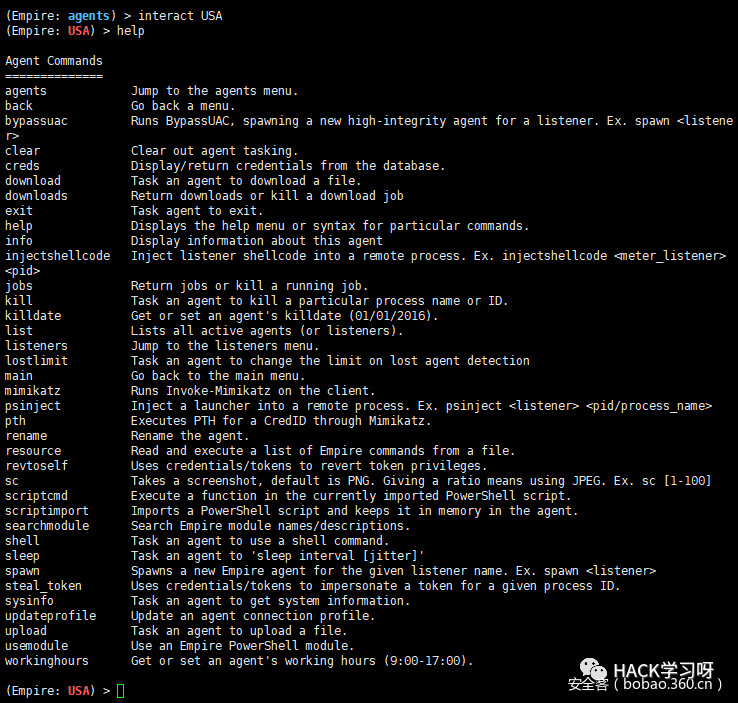 (Empire: agents) > interact USA
(Empire: USA) > help
Agent Commands
==============
agents Jump to the agents menu.
back Go back a menu.
bypassuac Runs BypassUAC, spawning a new high-integrity agent for a listener. Ex. spawn <listene
r>
clear Clear out agent tasking.
creds Display/return credentials from the database.
download Task an agent to download a file.
downloads Return downloads or kill a download job
exit Task agent to exit.
help Displays the help menu or syntax for particular commands.
info Display information about this agent
injectshellcode Inject listener shellcode into a remote process. Ex. injectshellcode <meter_listener>
<pid>
jobs Return jobs or kill a running job.
kill Task an agent to kill a particular process name or ID.
killdate Get or set an agent's killdate (01/01/2016).
list Lists all active agents (or listeners).
listeners Jump to the listeners menu.
lostlimit Task an agent to change the limit on lost agent detection
main Go back to the main menu.
mimikatz Runs Invoke-Mimikatz on the client.
psinject Inject a launcher into a remote process. Ex. psinject <listener> <pid/process_name>
pth Executes PTH for a CredID through Mimikatz.
rename Rename the agent.
resource Read and execute a list of Empire commands from a file.
revtoself Uses credentials/tokens to revert token privileges.
sc Takes a screenshot, default is PNG. Giving a ratio means using JPEG. Ex. sc [1-100]
scriptcmd Execute a function in the currently imported PowerShell script.
scriptimport Imports a PowerShell script and keeps it in memory in the agent.
searchmodule Search Empire module names/descriptions.
shell Task an agent to use a shell command.
sleep Task an agent to 'sleep interval [jitter]'
spawn Spawns a new Empire agent for the given listener name. Ex. spawn <listener>
steal_token Uses credentials/tokens to impersonate a token for a given process ID.
sysinfo Task an agent to get system information.
updateprofile Update an agent connection profile.
upload Task an agent to upload a file.
usemodule Use an Empire PowerShell module.
workinghours Get or set an agent's working hours (9:00-17:00).
HACK学习呀
安全客 ( bobao.360.cn )
(Empire: USA) >